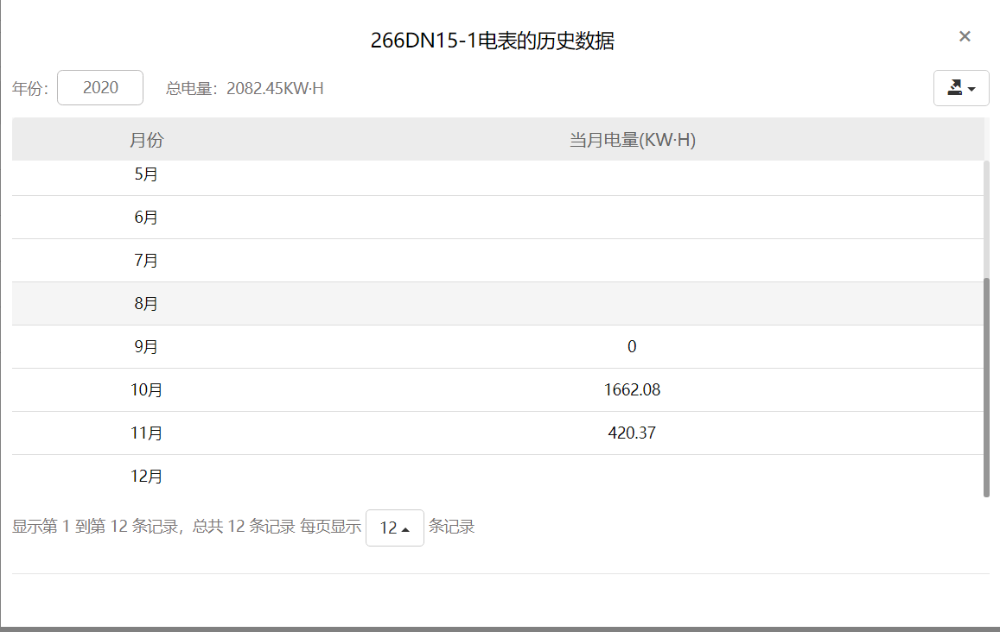 266DN15-1电表的历史数据
×
年份: 2020 总电量: 2082.45KW·H
月份 当月电量(KW·H)
5月
6月
7月
8月
9月 0
10月 1662.08
11月 420.37
12月
显示第 1 到第 12 条记录，总共 12 条记录 每页显示 12 条记录